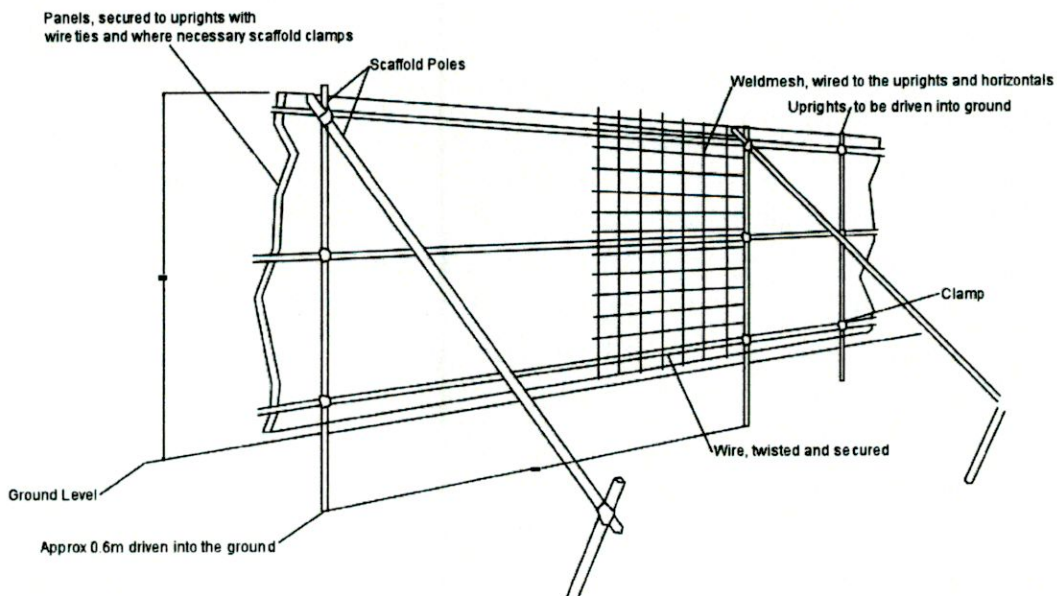 Panels, secured to uprights with
wire ties and where necessary scaffold clamps
Scaffold Poles
Weldmesh, wired to the uprights and horizontals
Uprights, to be driven into ground
Clamp
Wire, twisted and secured
Ground Level
Approx 0.6m driven into the ground